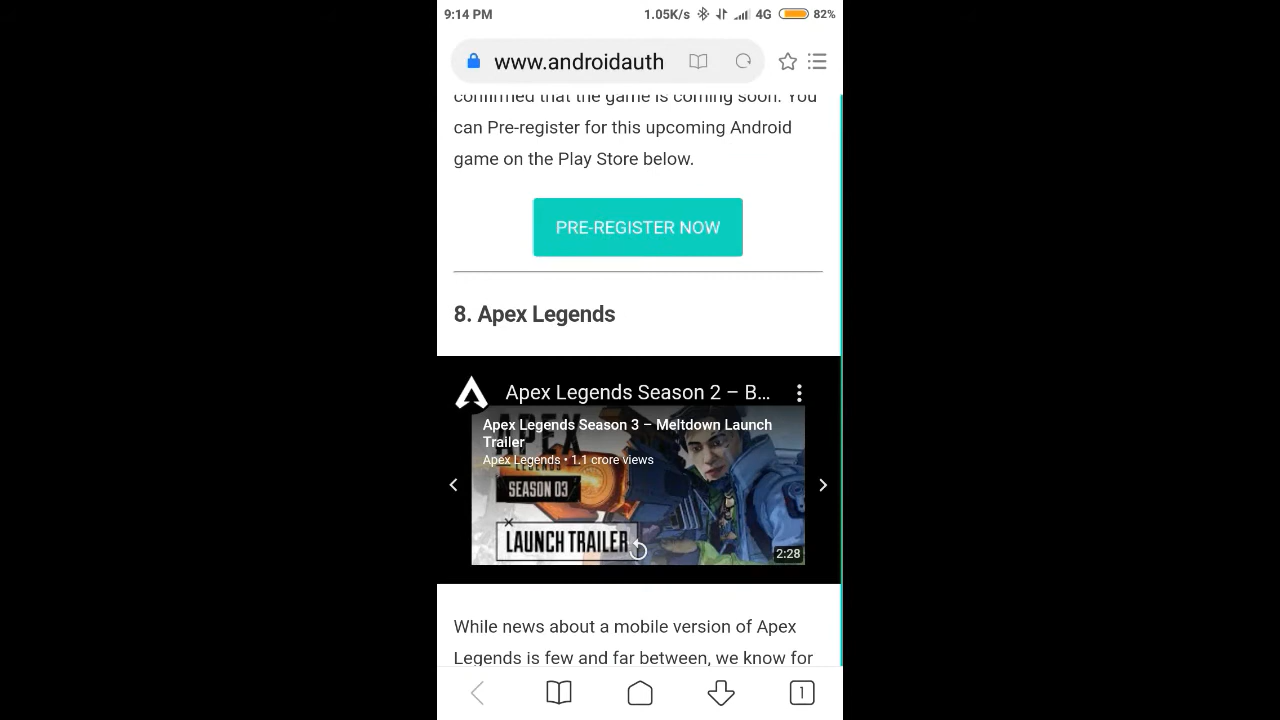 9:14 PM 1.05K/s 4G 82%
www.androidauth
confirmed that the game is coming soon. You
can Pre-register for this upcoming Android
game on the Play Store below.
PRE-REGISTER NOW
8. Apex Legends
Apex Legends Season 2 – B...
Apex Legends Season 3 – Meltdown Launch
Trailer
Apex Legends • 1.1 crore views
APEX
LEGENDS
SEASON 03
LAUNCH TRAILER
2:28
While news about a mobile version of Apex
Legends is few and far between, we know for
1